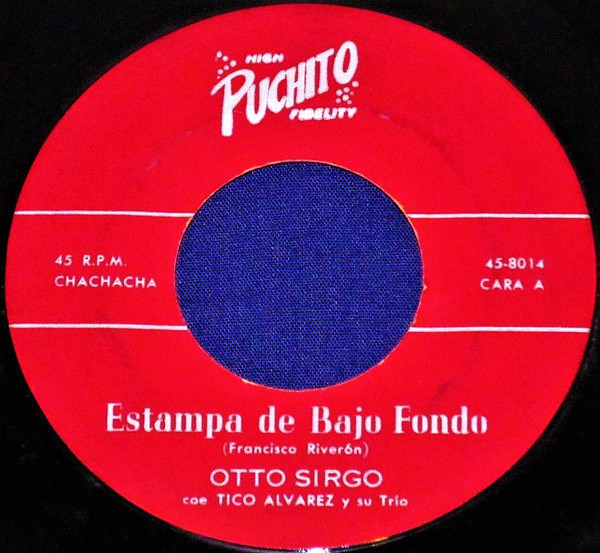 HIGH
PUCHITO
FIDELITY
45 R.P.M.
CHACHACHA
45-8014
CARA A
Estampa de Bajo Fondo
(Francisco Riverón)
OTTO SIRGO
coe TICO ALVAREZ y su Trío